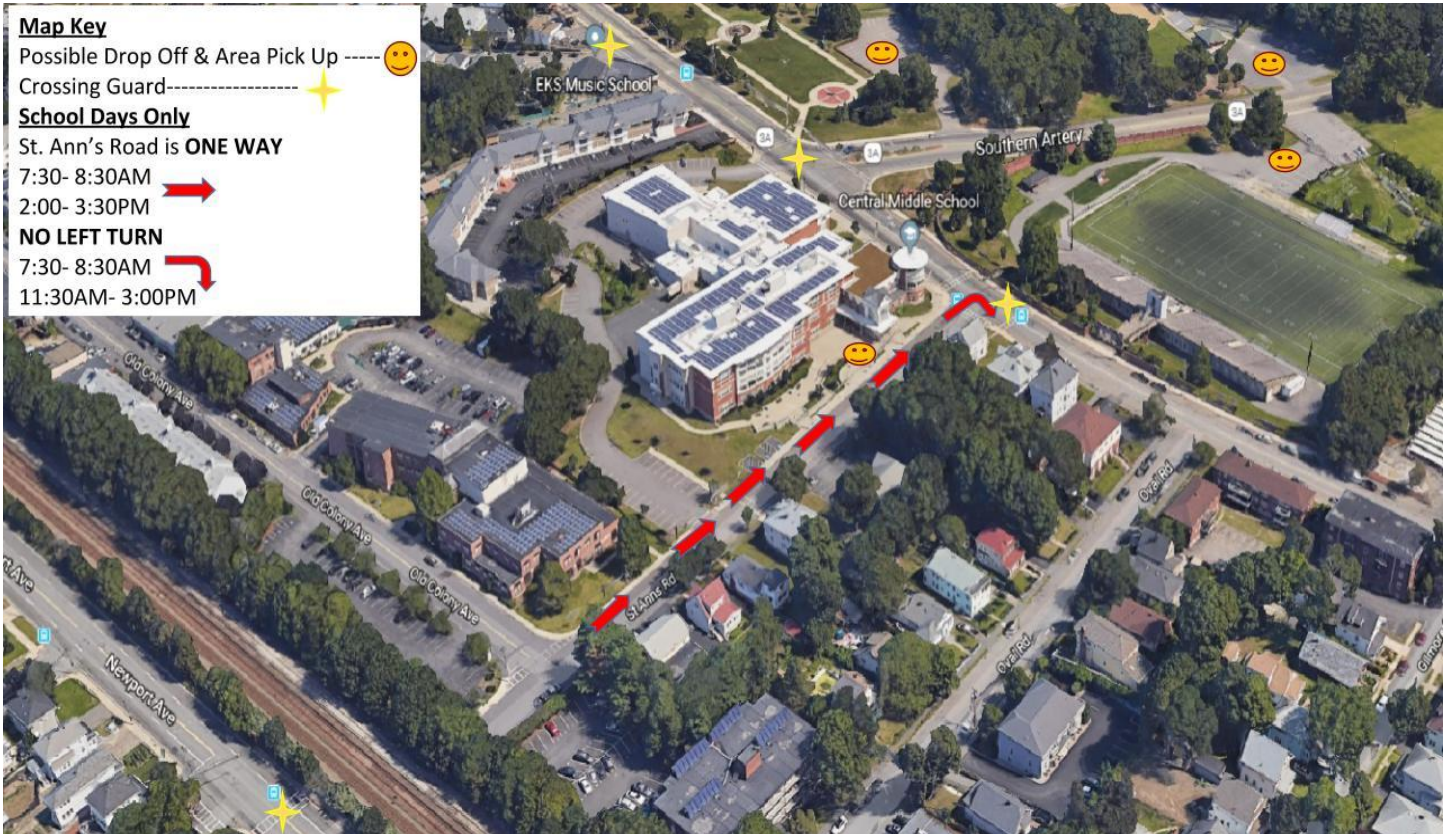 Map Key
Possible Drop Off & Area Pick Up -----
Crossing Guard------------------
School Days Only
St. Ann’s Road is ONE WAY
7:30- 8:30AM
2:00- 3:30PM
NO LEFT TURN
7:30- 8:30AM
11:30AM- 3:00PM
EKS Music School
3A
3A
3A
Southern Artery
Central Middle School
Old Colony Ave
Old Colony Ave
Old Colony Ave
St Anns Rd
Oval Rd
Oval Rd
rt Ave
Newport Ave